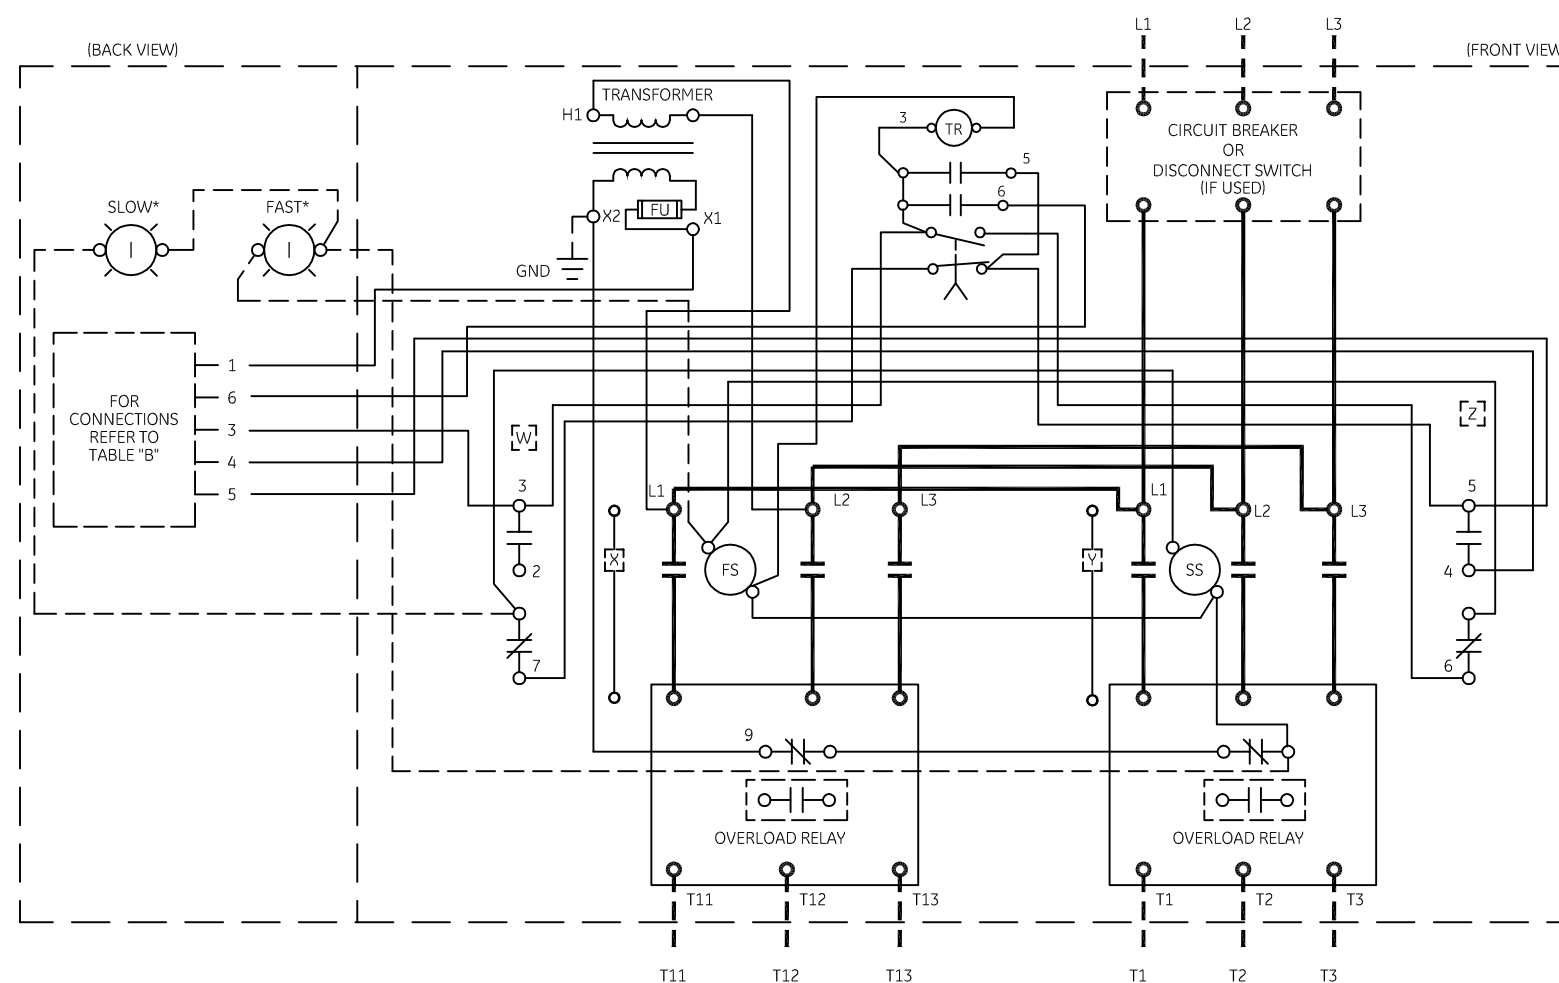 L1
L2
L3
(BACK VIEW)
(FRONT VIEW
TRANSFORMER
H1
3
TR
CIRCUIT BREAKER
OR
DISCONNECT SWITCH
(IF USED)
5
6
SLOW*
FAST*
FU
X2
X1
I
I
GND
1
6
3
4
5
FOR
CONNECTIONS
REFER TO
TABLE "B"
W
Z
3
L1
L2
L3
L1
L2
L3
5
2
X
FS
Y
SS
4
7
6
9
OVERLOAD RELAY
OVERLOAD RELAY
T11
T12
T13
T1
T2
T3
T11
T12
T13
T1
T2
T3